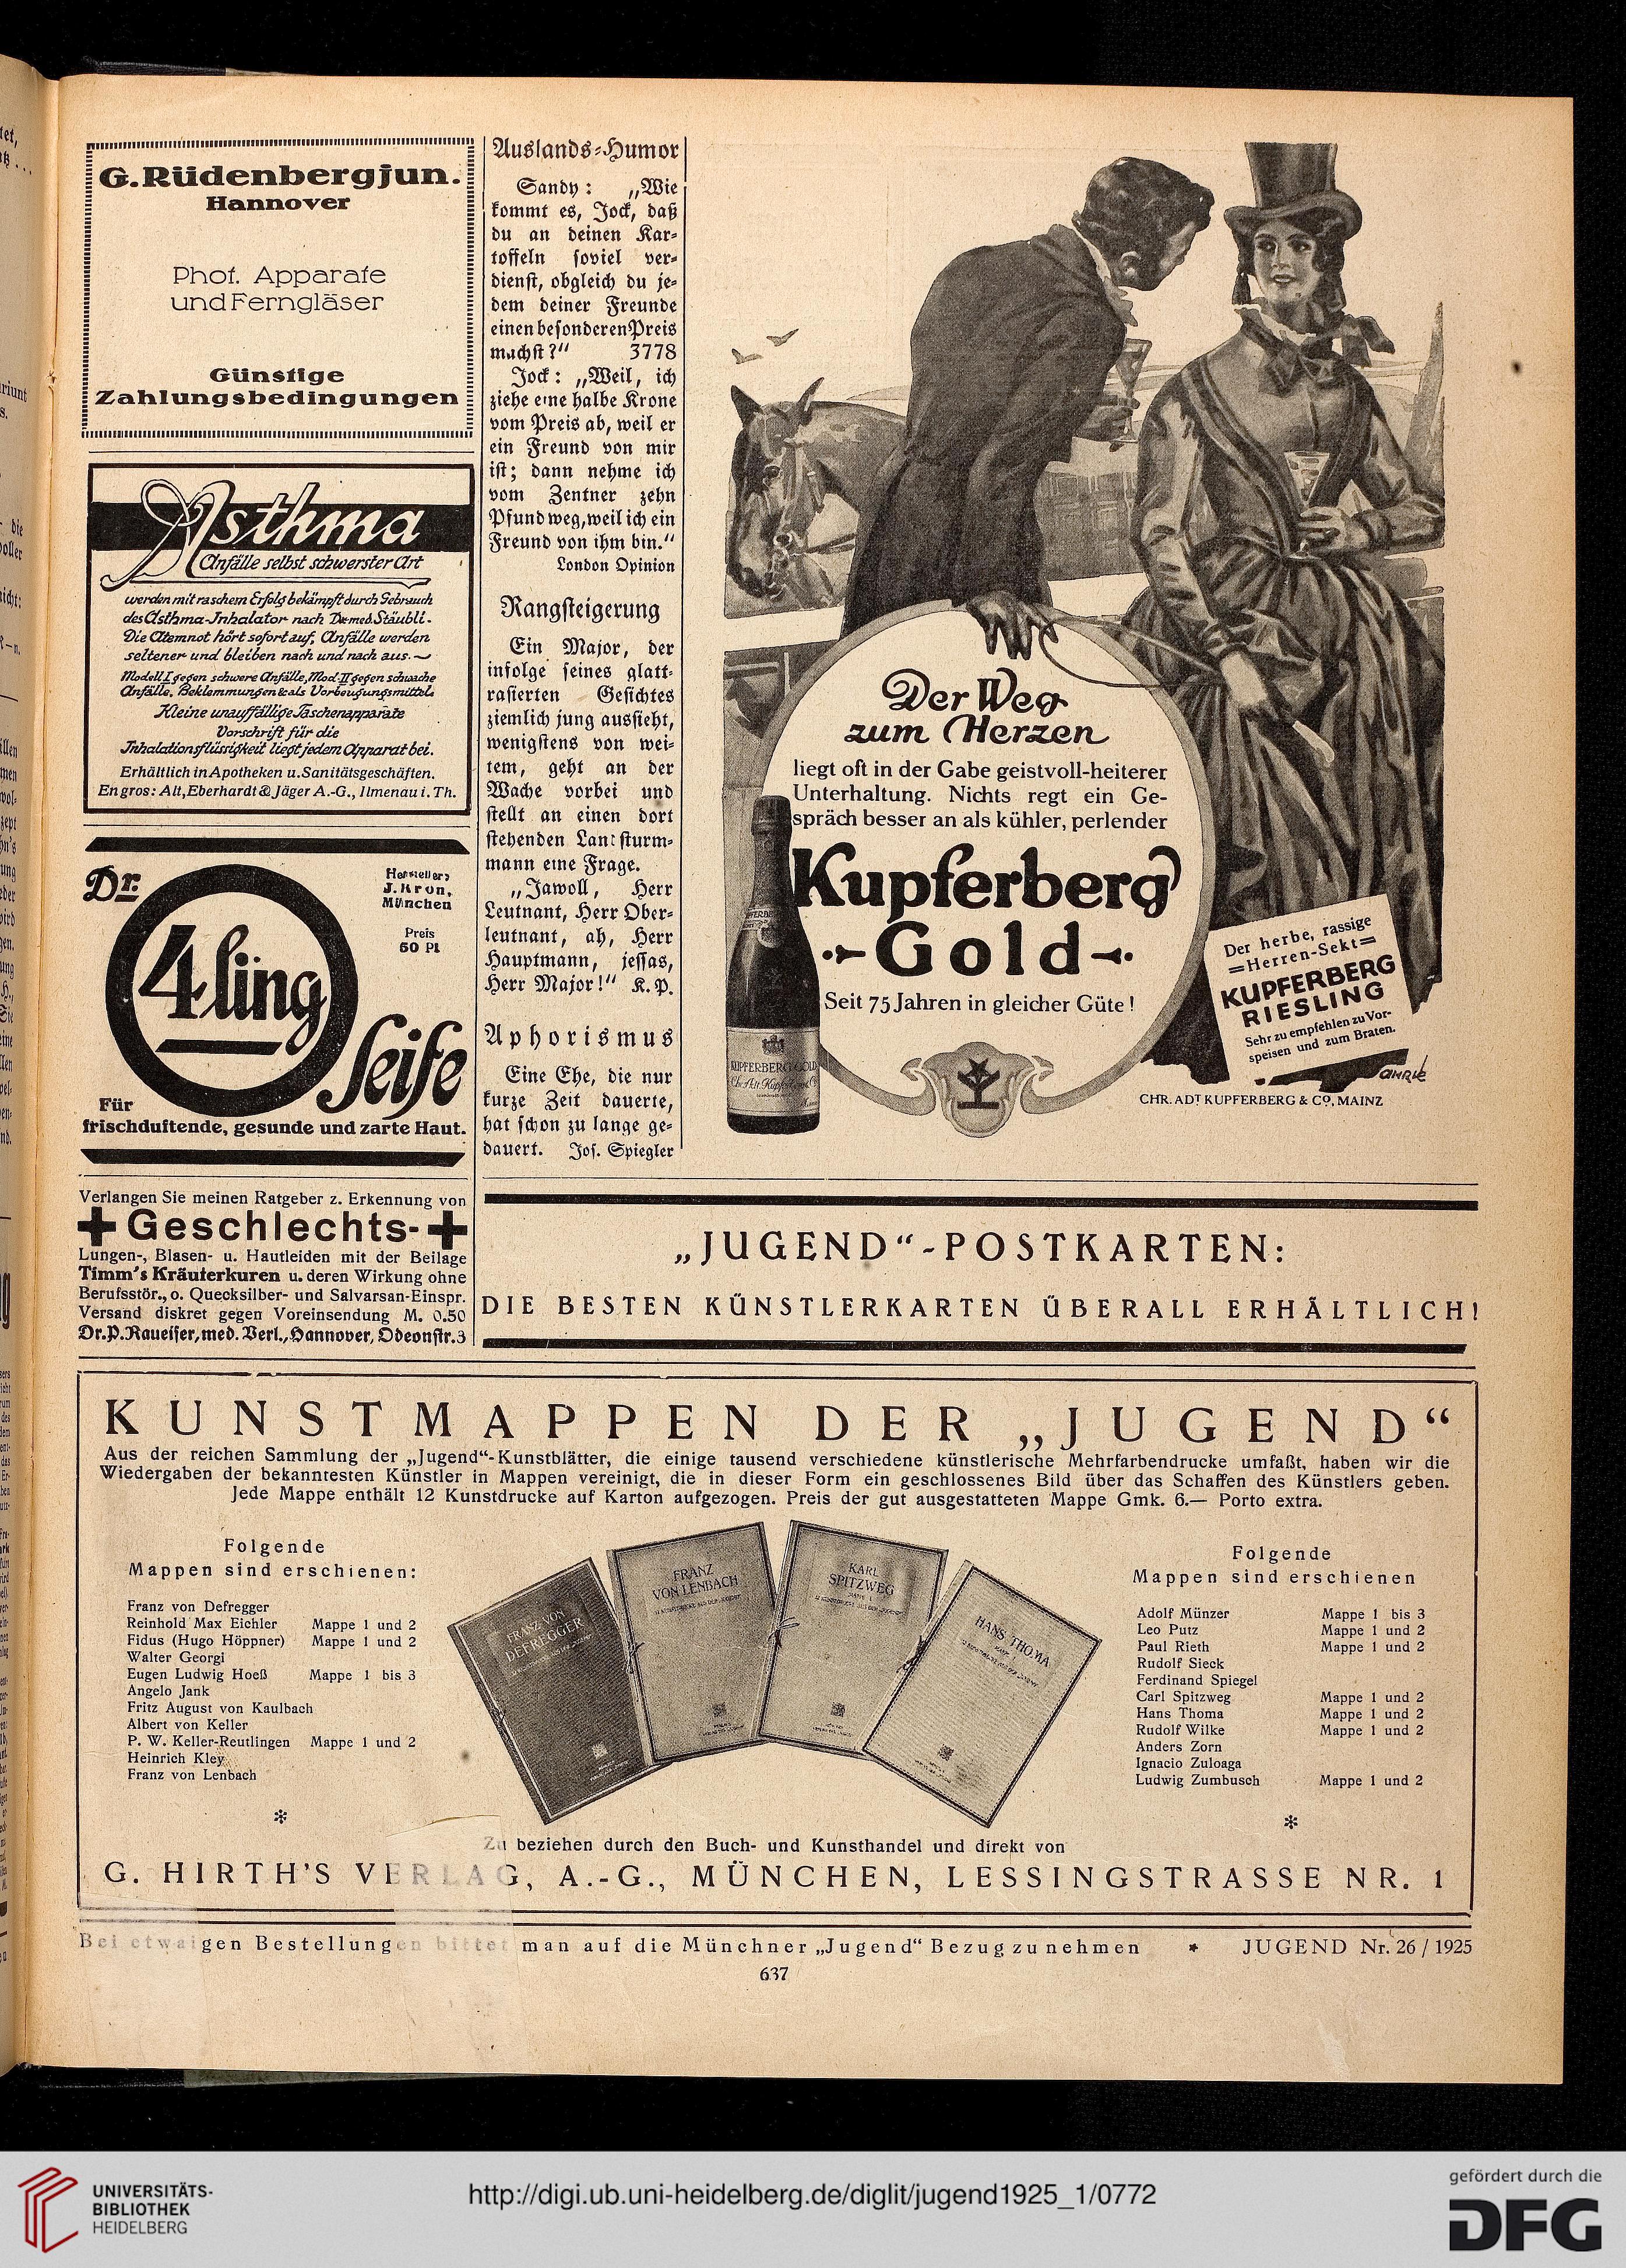 G. Rüdenberg jun.
Hannover
Phot. Apparate
und Ferngläser
Günstige
Zahlungsbedingungen
Asthma
Anfälle selbst schwerster Art
werden mit raschem Erfolg bekämpft durch Gebrauch
des Asthma-Inhalator nach Dr. med. Stäubli.
Die Atemnot hört sofort auf, Anfälle werden
seltener und bleiben nach und nach aus.
Modell I gegen schwere Anfälle, Mod. II gegen schwache
Anfälle, Beklemmungen & als Vorbeugungsmittel.
Kleine unauffällige Taschenapparate
Vorschrift für die
Inhalationsflüssigkeit liegt jedem Apparat bei.
Erhältlich in Apotheken u. Sanitätsgeschäften.
En gros: Alt, Eberhardt & Jäger A.-G., Ilmenau i. Th.
Dr.
4ling
Seife
Hersteller:
J. Kron,
München
Preis
60 Pf.
Für
frischduftende, gesunde und zarte Haut.
Verlangen Sie meinen Ratgeber z. Erkennung von
Geschlechts-
Lungen-, Blasen- u. Hautleiden mit der Beilage
Timm's Kräuterkuren u. deren Wirkung ohne
Berufsstör., o. Quecksilber- und Salvarsan-Einspr.
Versand diskret gegen Voreinsendung M. 0.50
Dr. P. Raueiser, med. Verl., Hannover, Odeonstr. 3
Auslands-Humor
Sandy: „Wie
kommt es, Jock, daß
du an deinen Kar-
toffeln soviel ver-
dienst, obgleich du je-
dem deiner Freunde
einen besonderen Preis
machst?“ 3778
Jock: „Weil, ich
ziehe eine halbe Krone
vom Preis ab, weil er
ein Freund von mir
ist; dann nehme ich
vom Zentner zehn
Pfund weg, weil ich ein
Freund von ihm bin.“
London Opinion
Rangsteigerung
Ein Major, der
infolge seines glatt-
rasierten Gesichtes
ziemlich jung aussieht,
wenigstens von wei-
tem, geht an der
Wache vorbei und
stellt an einen dort
stehenden Landsturm-
mann eine Frage.
„Jawoll, Herr
Leutnant, Herr Ober-
leutnant, ah, Herr
Hauptmann, jessas,
Herr Major!“ K. P.
Aphorismus
Eine Ehe, die nur
kurze Zeit dauerte,
hat schon zu lange ge-
dauert. Jos. Spiegler
Der Weg
zum Herzen
liegt oft in der Gabe geistvoll-heiterer
Unterhaltung. Nichts regt ein Ge-
spräch besser an als kühler, perlender
Kupferberg
Gold
Seit 75 Jahren in gleicher Güte!
KUPFERBERG GOLD
Der herbe, rassige
=Herren-Sekt=
KUPFERBERG
RIESLING
Sehr zu empfehlen zu Vor-
speisen und zum Braten.
CHR. ADT KUPFERBERG & Co., MAINZ
„JUGEND“-POSTKARTEN:
DIE BESTEN KÜNSTLERKARTEN ÜBERALL ERHÄLTLICH!
KUNSTMAPPEN DER „JUGEND“
Aus der reichen Sammlung der „Jugend“-Kunstblätter, die einige tausend verschiedene künstlerische Mehrfarbendrucke umfaßt, haben wir die
Wiedergaben der bekanntesten Künstler in Mappen vereinigt, die in dieser Form ein geschlossenes Bild über das Schaffen des Künstlers geben.
Jede Mappe enthält 12 Kunstdrucke auf Karton aufgezogen. Preis der gut ausgestatteten Mappe Gmk. 6.— Porto extra.
Folgende
Mappen sind erschienen:
Franz von Defregger
Reinhold Max Eichler Mappe 1 und 2
Fidus (Hugo Höppner) Mappe 1 und 2
Walter Georgi
Eugen Ludwig Hoeß Mappe 1 bis 3
Angelo Jank
Fritz August von Kaulbach
Albert von Keller
P. W. Keller-Reutlingen Mappe 1 und 2
Heinrich Kley
Franz von Lenbach
*
FRANZ VON
DEFREGGER
FRANZ
VON LENBACH
KARL
SPITZWEG
HANS THOMA
Folgende
Mappen sind erschienen
Adolf Münzer Mappe 1 bis 3
Leo Putz Mappe 1 und 2
Paul Rieth Mappe 1 und 2
Rudolf Sieck
Ferdinand Spiegel
Carl Spitzweg Mappe 1 und 2
Hans Thoma Mappe 1 und 2
Rudolf Wilke Mappe 1 und 2
Anders Zorn
Ignacio Zuloaga
Ludwig Zumbusch Mappe 1 und 2
*
Zu beziehen durch den Buch- und Kunsthandel und direkt von
G. HIRTH'S VERLAG, A.-G., MÜNCHEN, LESSINGSTRASSE NR. 1
Bei etwaigen Bestellungen bittet man auf die Münchner „Jugend“ Bezug zu nehmen * JUGEND Nr. 26 / 1925
637
UNIVERSITÄTS-
BIBLIOTHEK
HEIDELBERG
http://digi.ub.uni-heidelberg.de/diglit/jugend1925_1/0772
gefördert durch die
DFG